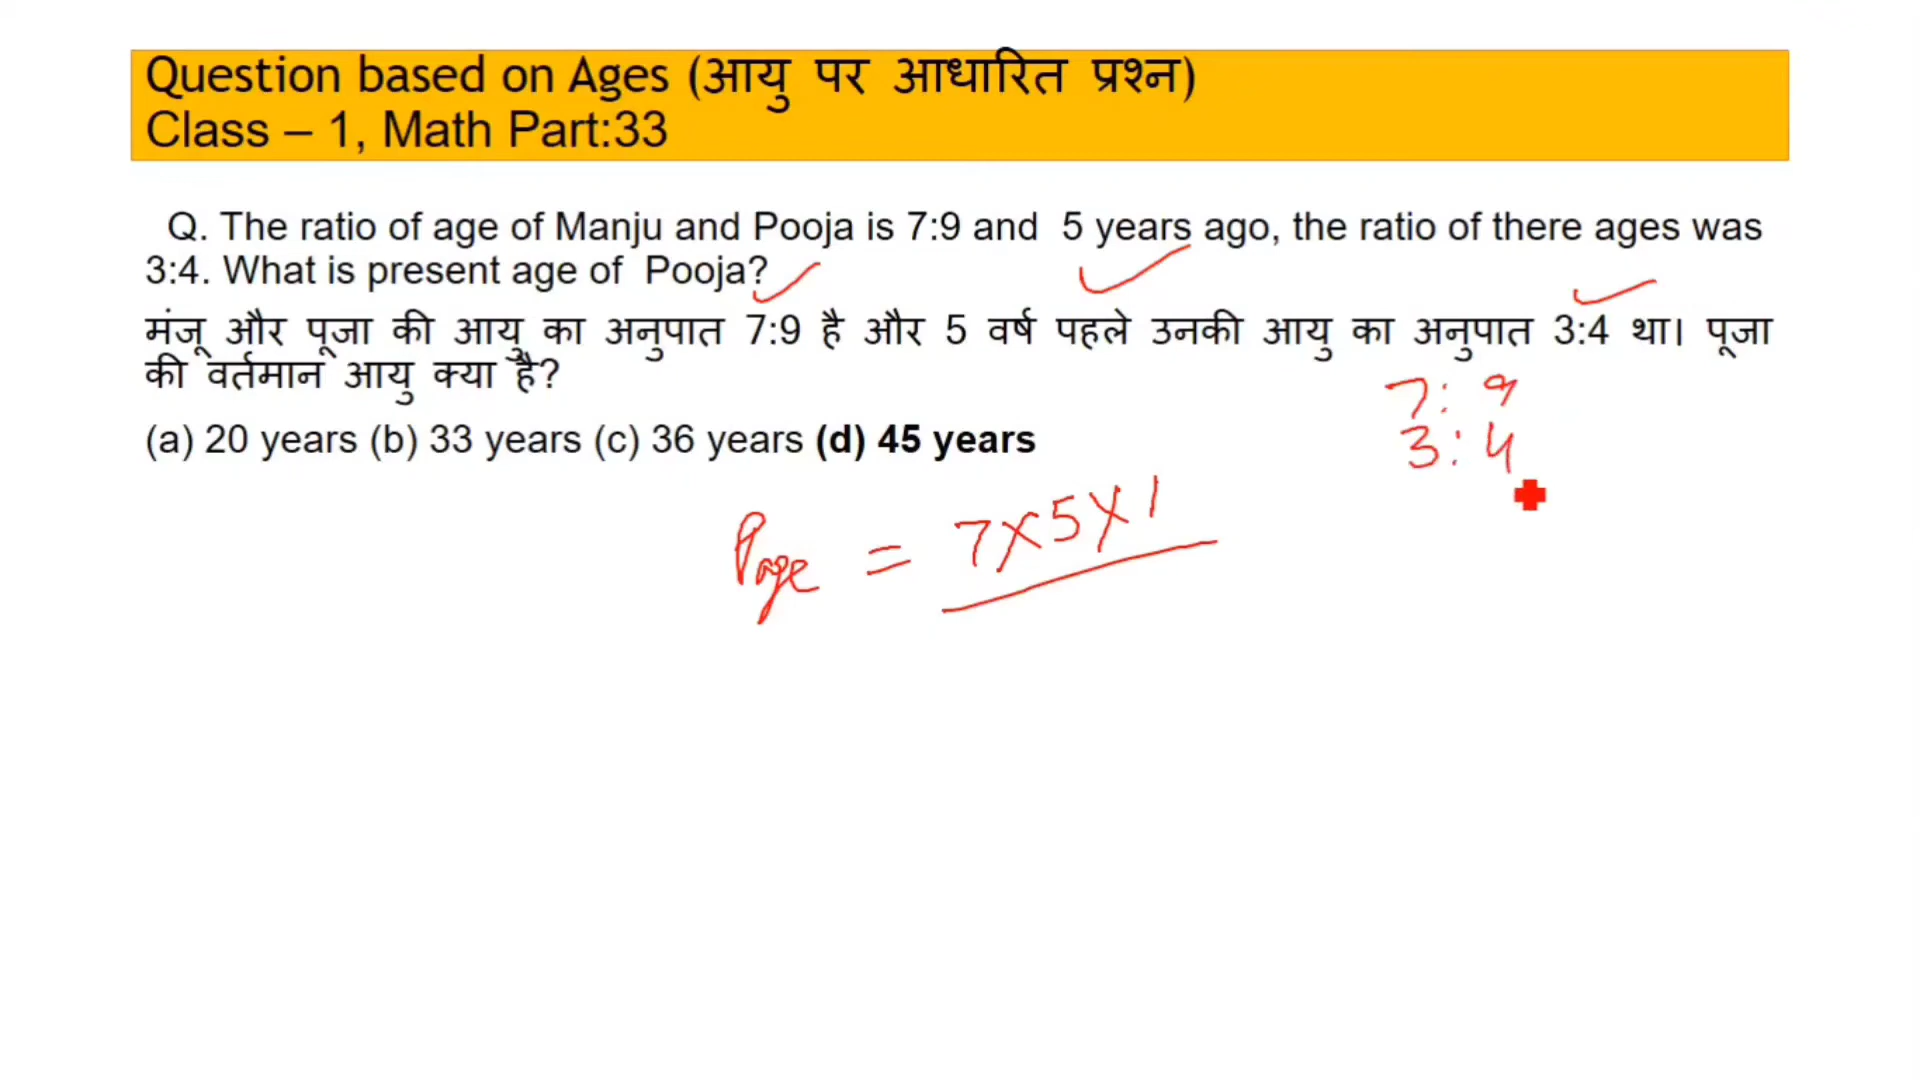 Question based on Ages (आयु पर आधारित प्रश्न)
Class – 1, Math Part:33
Q. The ratio of age of Manju and Pooja is 7:9 and 5 years ago, the ratio of there ages was
3:4. What is present age of Pooja?
मंजू और पूजा की आयु का अनुपात 7:9 है और 5 वर्ष पहले उनकी आयु का अनुपात 3:4 था। पूजा
की वर्तमान आयु क्या है?
7:9
3:4
(a) 20 years (b) 33 years (c) 36 years (d) 45 years
Page = 7X5X1